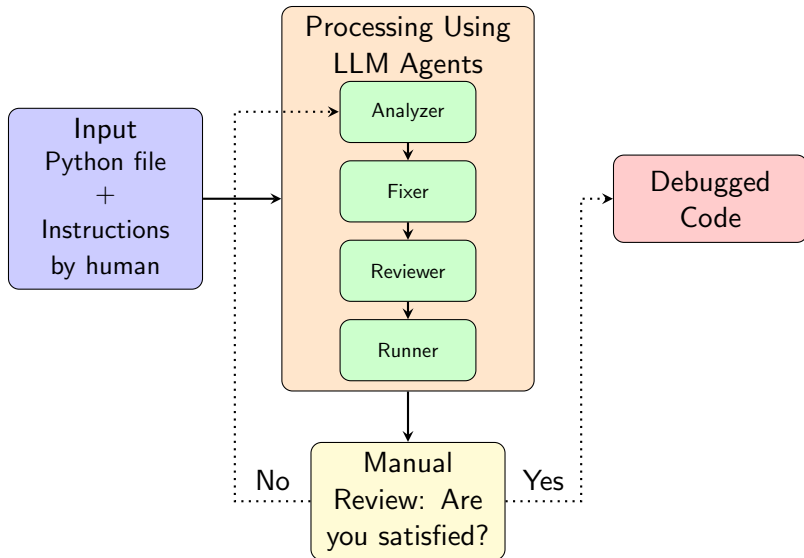 Processing Using
LLM Agents
Analyzer
Fixer
Reviewer
Runner
Input
Python file
+
Instructions
by human
Debugged
Code
No
Manual
Review: Are
you satisfied?
Yes